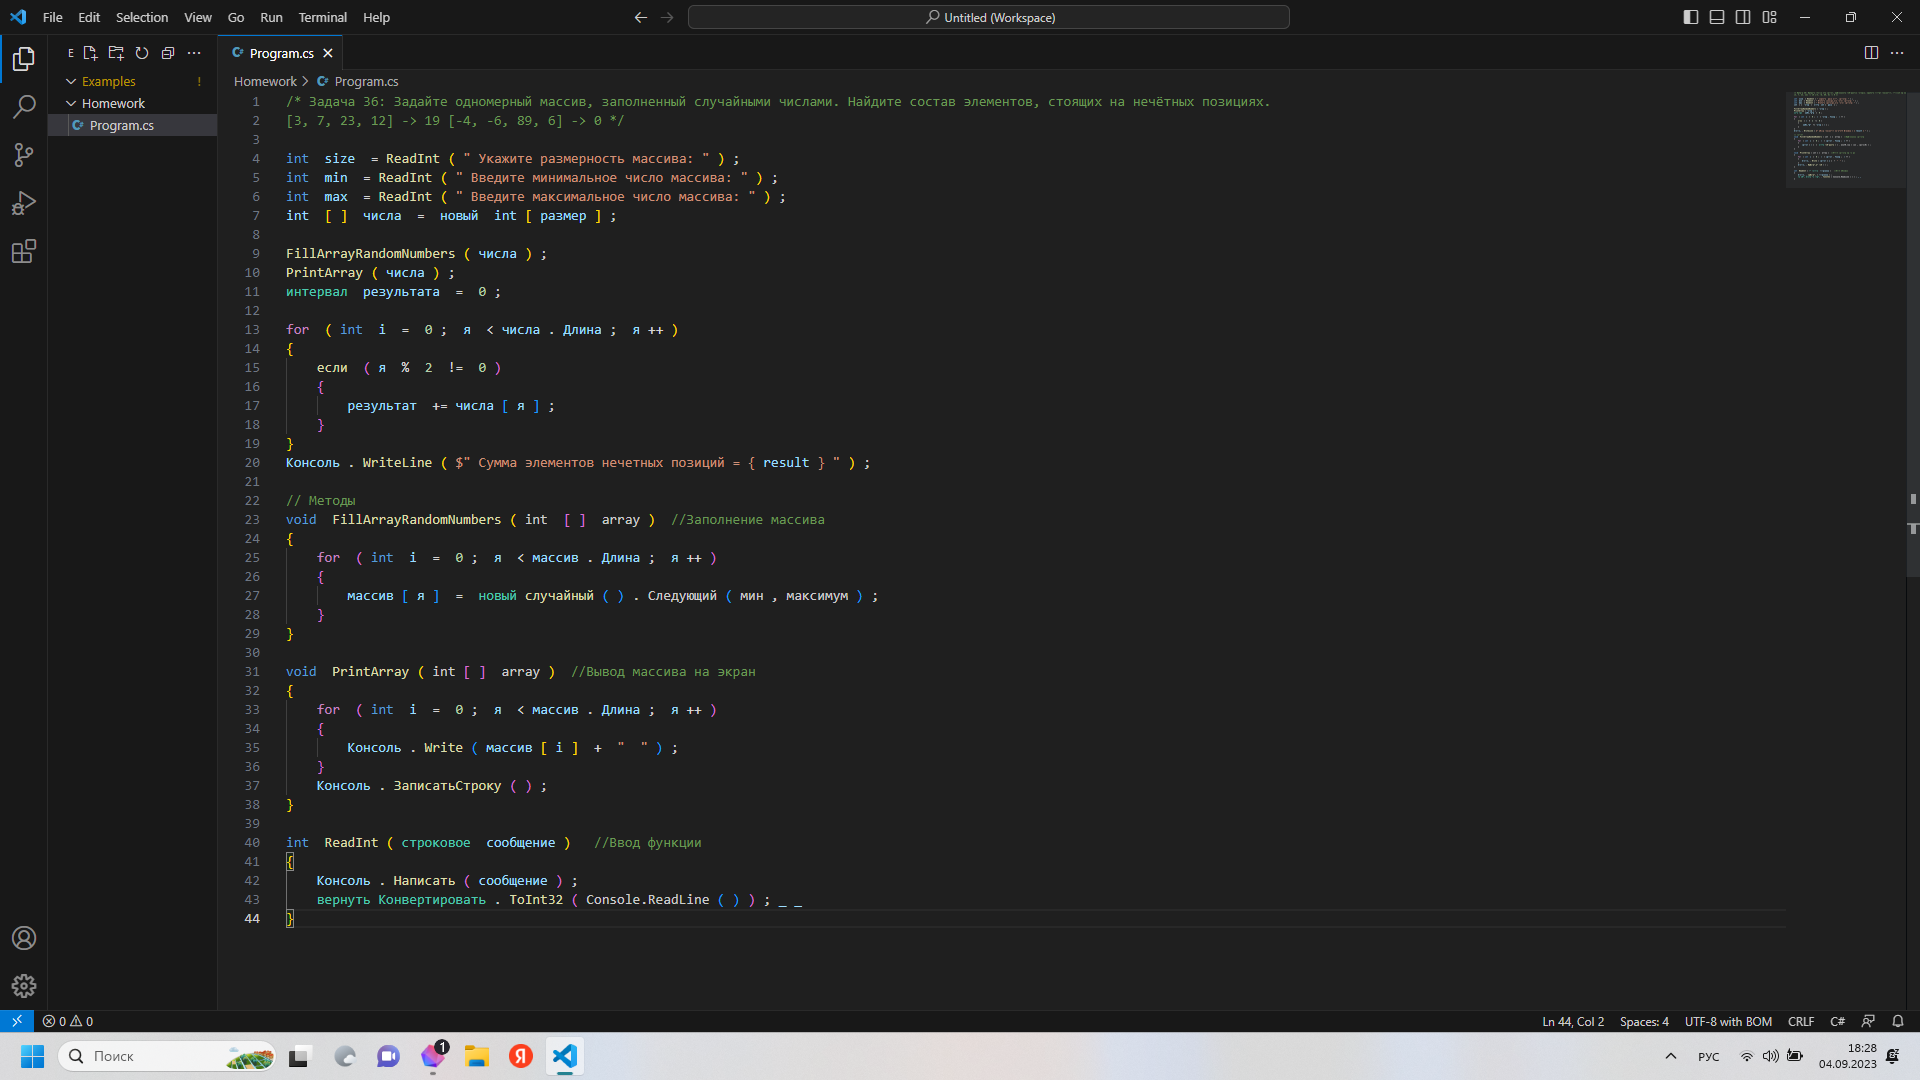 File Edit Selection View Go Run Terminal Help
Untitled (Workspace)
E
Program.cs
Examples !
Homework > Program.cs
Homework
Program.cs
1 /* Задача 36: Задайте одномерный массив, заполненный случайными числами. Найдите состав элементов, стоящих на нечётных позициях.
2 [3, 7, 23, 12] -> 19 [-4, -6, 89, 6] -> 0 */
3
4 int size = ReadInt ( " Укажите размерность массива: " ) ;
5 int min = ReadInt ( " Введите минимальное число массива: " ) ;
6 int max = ReadInt ( " Введите максимальное число массива: " ) ;
7 int [ ] числа = новый int [ размер ] ;
8
9 FillArrayRandomNumbers ( числа ) ;
10 PrintArray ( числа ) ;
11 интервал результата = 0 ;
12
13 for ( int i = 0 ; я < числа . Длина ; я ++ )
14 {
15 если ( я % 2 != 0 )
16 {
17 результат += числа [ я ] ;
18 }
19 }
20 Консоль . WriteLine ( $" Сумма элементов нечетных позиций = { result } " ) ;
21
22 // Методы
23 void FillArrayRandomNumbers ( int [ ] array ) //Заполнение массива
24 {
25 for ( int i = 0 ; я < массив . Длина ; я ++ )
26 {
27 массив [ я ] = новый случайный ( ) . Следующий ( мин , максимум ) ;
28 }
29 }
30
31 void PrintArray ( int [ ] array ) //Вывод массива на экран
32 {
33 for ( int i = 0 ; я < массив . Длина ; я ++ )
34 {
35 Консоль . Write ( массив [ i ] + " " ) ;
36 }
37 Консоль . ЗаписатьСтроку ( ) ;
38 }
39
40 int ReadInt ( строковое сообщение ) //Ввод функции
41 {
42 Консоль . Написать ( сообщение ) ;
43 вернуть Конвертировать . ToInt32 ( Console.ReadLine ( ) ) ; _ _
44 }
0 0
Ln 44, Col 2 Spaces: 4 UTF-8 with BOM CRLF C#
Поиск
1
Я
РУС
18:28
04.09.2023